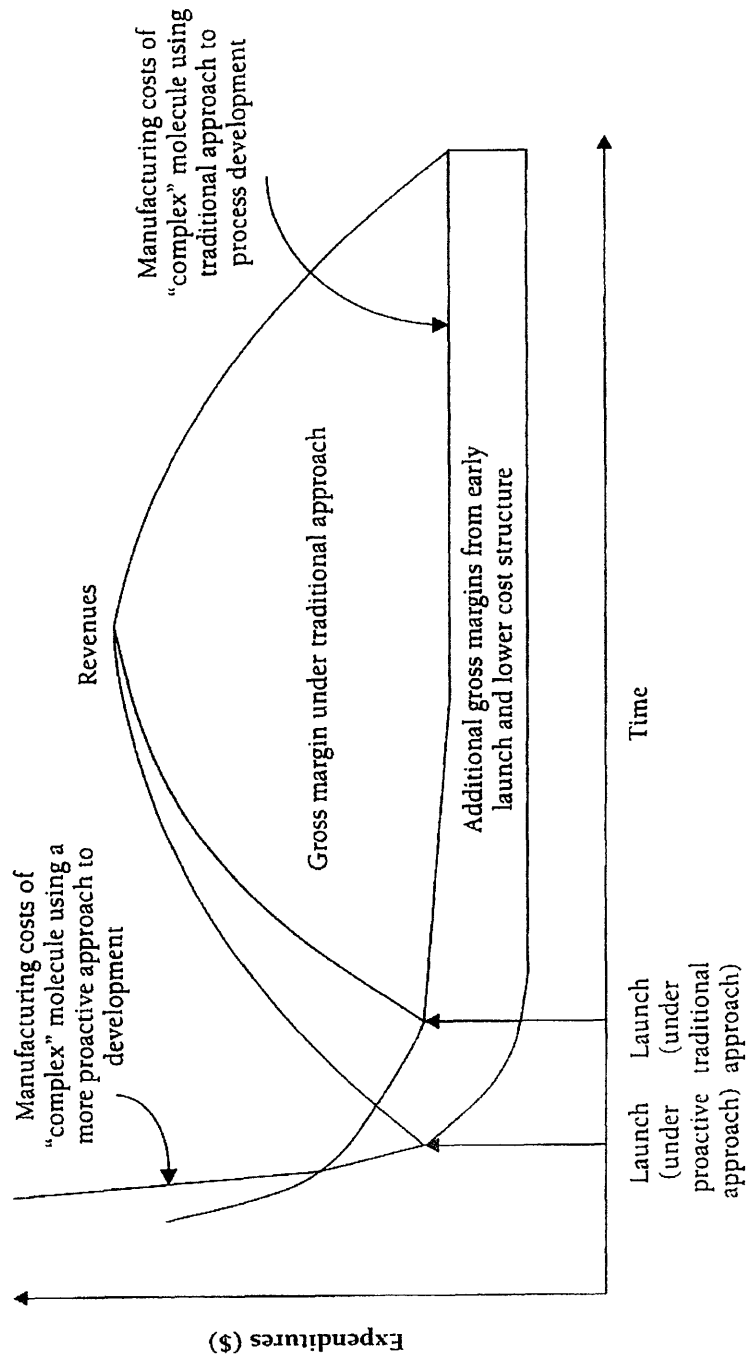 Manufacturing costs of
“complex” molecule using a
more proactive approach to
development
Revenues
Manufacturing costs of
“complex” molecule using
traditional approach to
process development
Gross margin under traditional approach
Additional gross margins from early
launch and lower cost structure
Expenditures ($)
Launch
(under
proactive
approach)
Launch
(under
traditional
approach)
Time